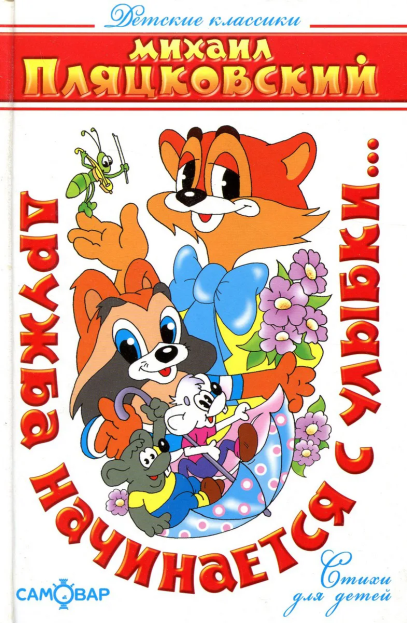 Детские классики
МИХАИЛ
ПЛЯЦКОВСКИЙ
ДРУЖБА НАЧИНАЕТСЯ С УЛЫБКИ...
Стихи
для детей
САМОВАР